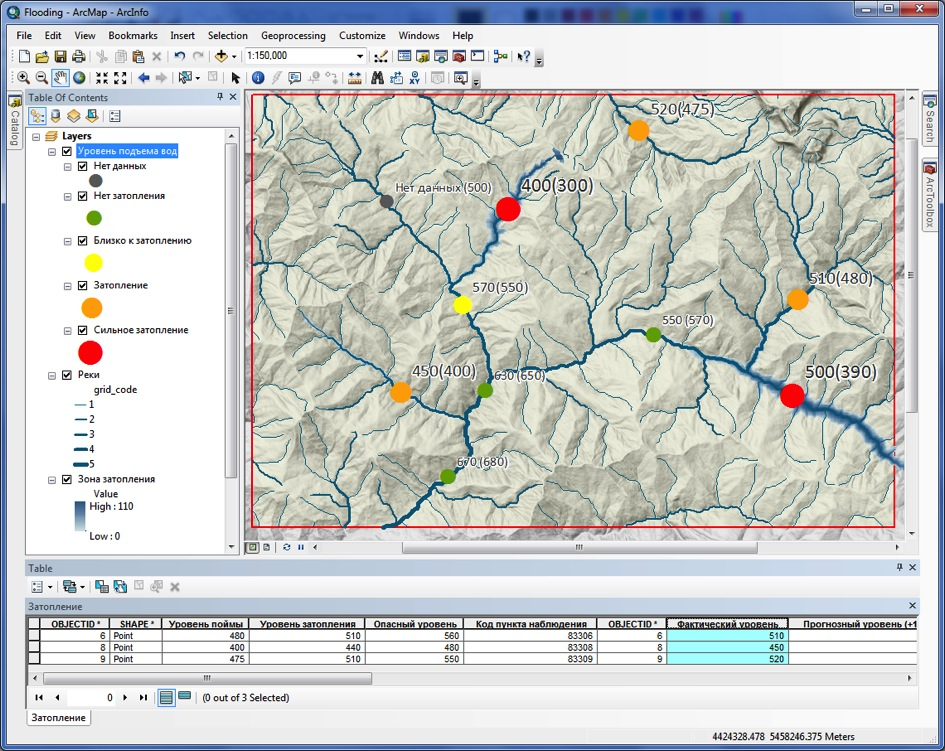 Flooding - ArcMap - ArcInfo
File Edit View Bookmarks Insert Selection Geoprocessing Customize Windows Help
1:150,000
Table Of Contents
Catalog
Layers
Уровень подъема вод
Нет данных
Нет затопления
Близко к затоплению
Затопление
Сильное затопление
Реки
grid_code
1
2
3
4
5
Зона затопления
Value
High : 110
Low : 0
520(475)
Нет данных (500)
400(300)
570(550)
510(480)
550 (570)
450(400)
630 (650)
500(390)
670 (680)
Search
ArcToolbox
Table
Затопление
OBJECTID * SHAPE * Уровень поймы Уровень затопления Опасный уровень Код пункта наблюдения OBJECTID * Фактический уровень Прогнозный уровень (+1
6 Point 480 510 560 83306 6 510
8 Point 400 440 480 83308 8 450
9 Point 475 510 550 83309 9 520
0 (0 out of 3 Selected)
Затопление
4424328.478 5458246.375 Meters